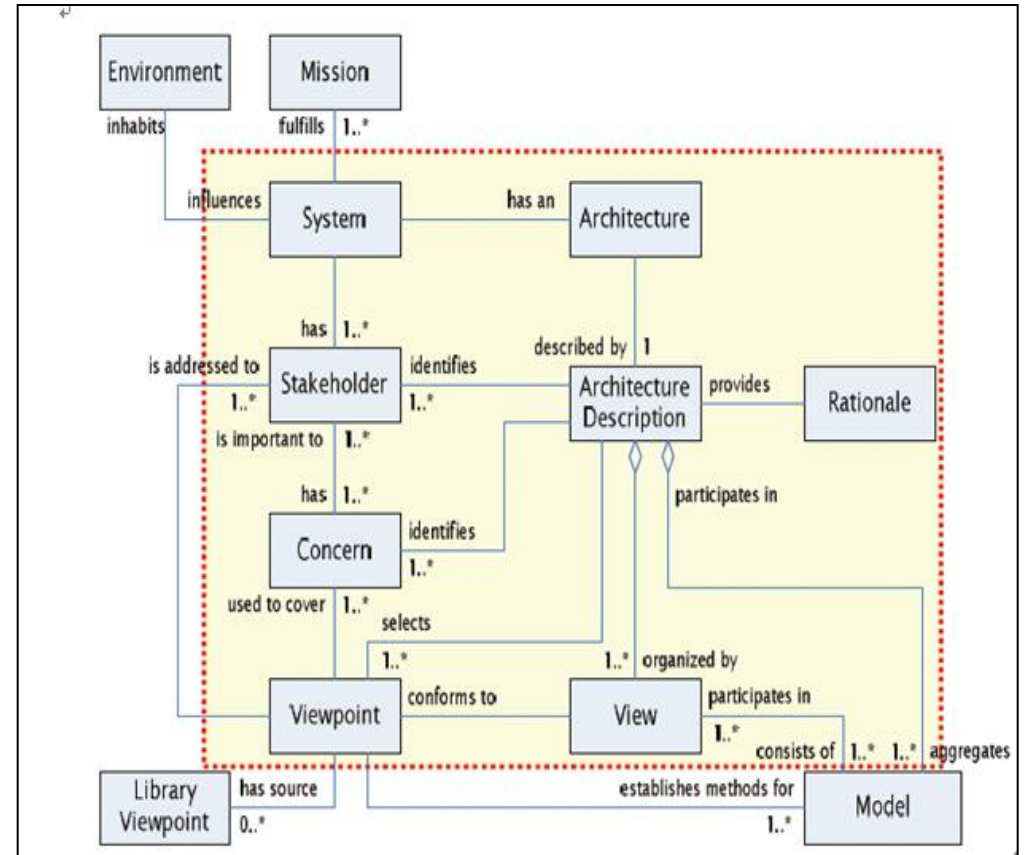 Environment
Mission
inhabits
fulfills 1..*
influences
System
has an
Architecture
has 1..*
described by 1
is addressed to
1..*
Stakeholder
identifies
1..*
Architecture
Description
provides
Rationale
is important to 1..*
has 1..*
participates in
Concern
identifies
1..*
used to cover 1..*
selects
1..*
1..* organized by
Viewpoint
conforms to
View
participates in
1..*
consists of 1..* 1..* aggregates
Library
Viewpoint
has source
0..*
establishes methods for
1..*
Model